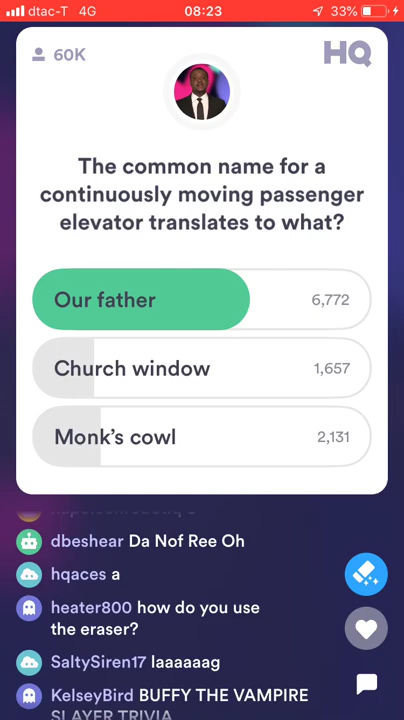 dtac-T 4G 08:23 33%
60K HQ
The common name for a
continuously moving passenger
elevator translates to what?
Our father 6,772
Church window 1,657
Monk's cowl 2,131
dbeshear Da Nof Ree Oh
hqaces a
heater800 how do you use
the eraser?
SaltySiren17 laaaaaag
KelseyBird BUFFY THE VAMPIRE
SLAYER TRIVIA